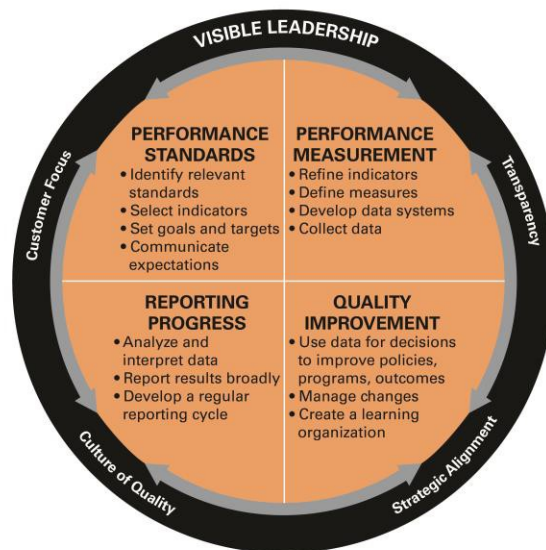 VISIBLE LEADERSHIP
Customer Focus
Transparency
PERFORMANCE
STANDARDS
• Identify relevant
standards
• Select indicators
• Set goals and targets
• Communicate
expectations
PERFORMANCE
MEASUREMENT
• Refine indicators
• Define measures
• Develop data systems
• Collect data
REPORTING
PROGRESS
• Analyze and
interpret data
• Report results broadly
• Develop a regular
reporting cycle
QUALITY
IMPROVEMENT
• Use data for decisions
to improve policies,
programs, outcomes
• Manage changes
• Create a learning
organization
Culture of Quality
Strategic Alignment